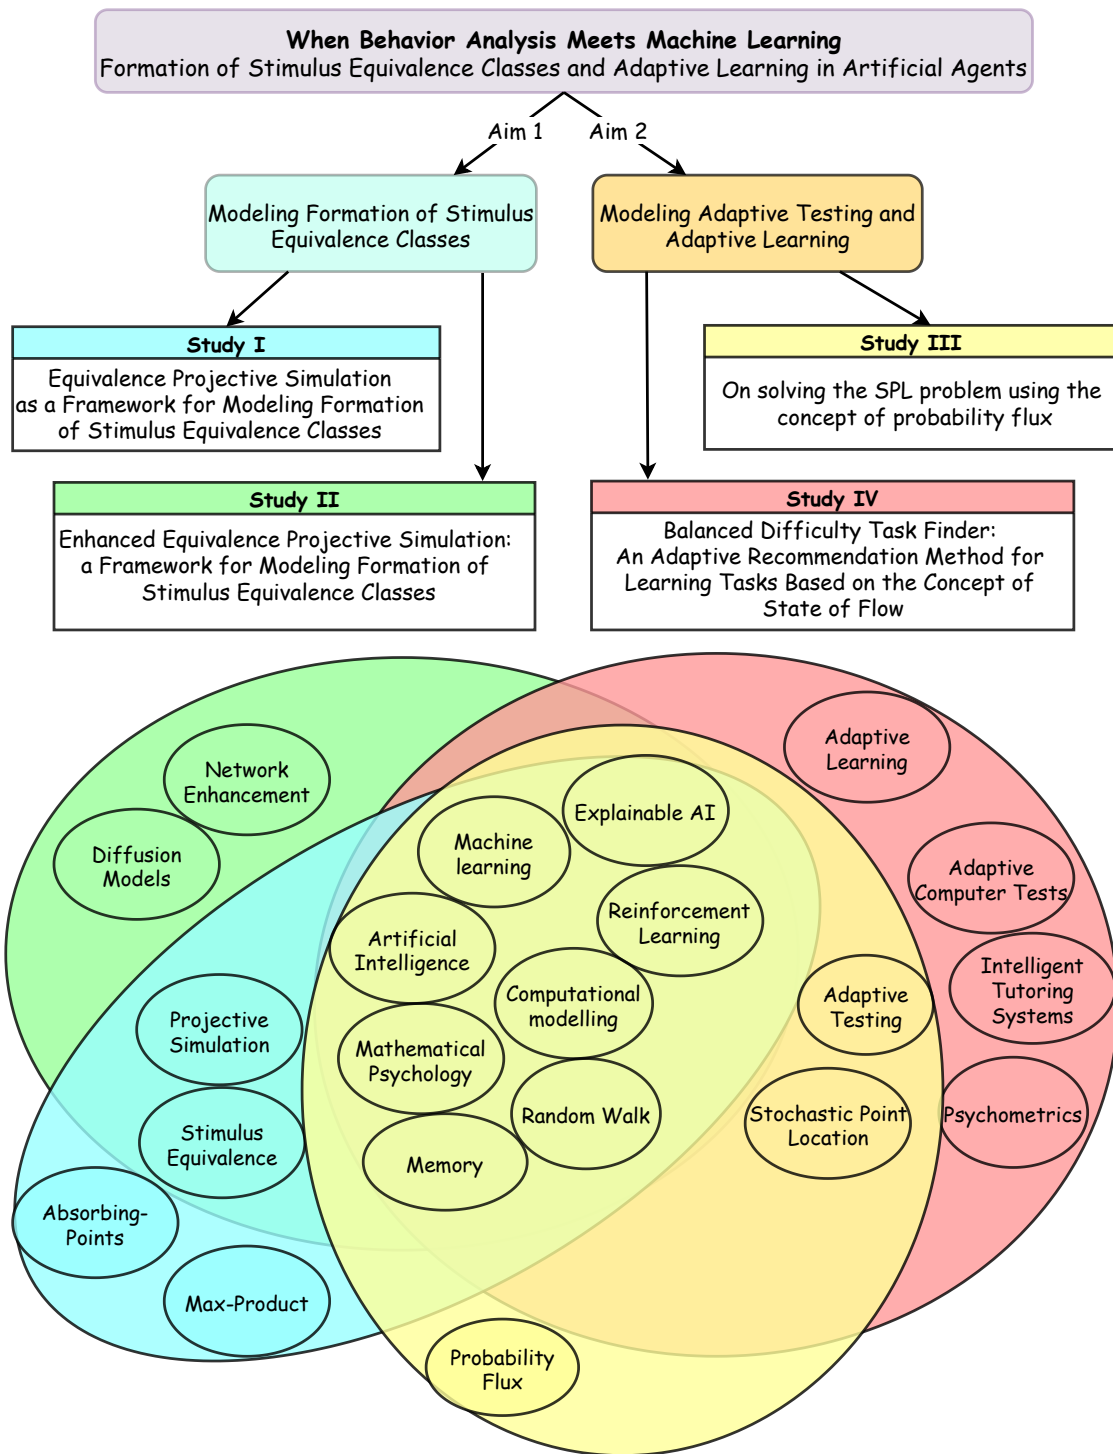 When Behavior Analysis Meets Machine Learning
Formation of Stimulus Equivalence Classes and Adaptive Learning in Artificial Agents
Aim 1
Aim 2
Modeling Formation of Stimulus
Equivalence Classes
Modeling Adaptive Testing and
Adaptive Learning
Study I
Equivalence Projective Simulation
as a Framework for Modeling Formation
of Stimulus Equivalence Classes
Study III
On solving the SPL problem using the
concept of probability flux
Study II
Enhanced Equivalence Projective Simulation:
a Framework for Modeling Formation of
Stimulus Equivalence Classes
Study IV
Balanced Difficulty Task Finder:
An Adaptive Recommendation Method for
Learning Tasks Based on the Concept of
State of Flow
Network
Enhancement
Diffusion
Models
Machine
learning
Explainable AI
Adaptive
Learning
Adaptive
Computer Tests
Artificial
Intelligence
Reinforcement
Learning
Projective
Simulation
Computational
modelling
Adaptive
Testing
Intelligent
Tutoring
Systems
Mathematical
Psychology
Stimulus
Equivalence
Random Walk
Stochastic Point
Location
Psychometrics
Memory
Absorbing-
Points
Max-Product
Probability
Flux